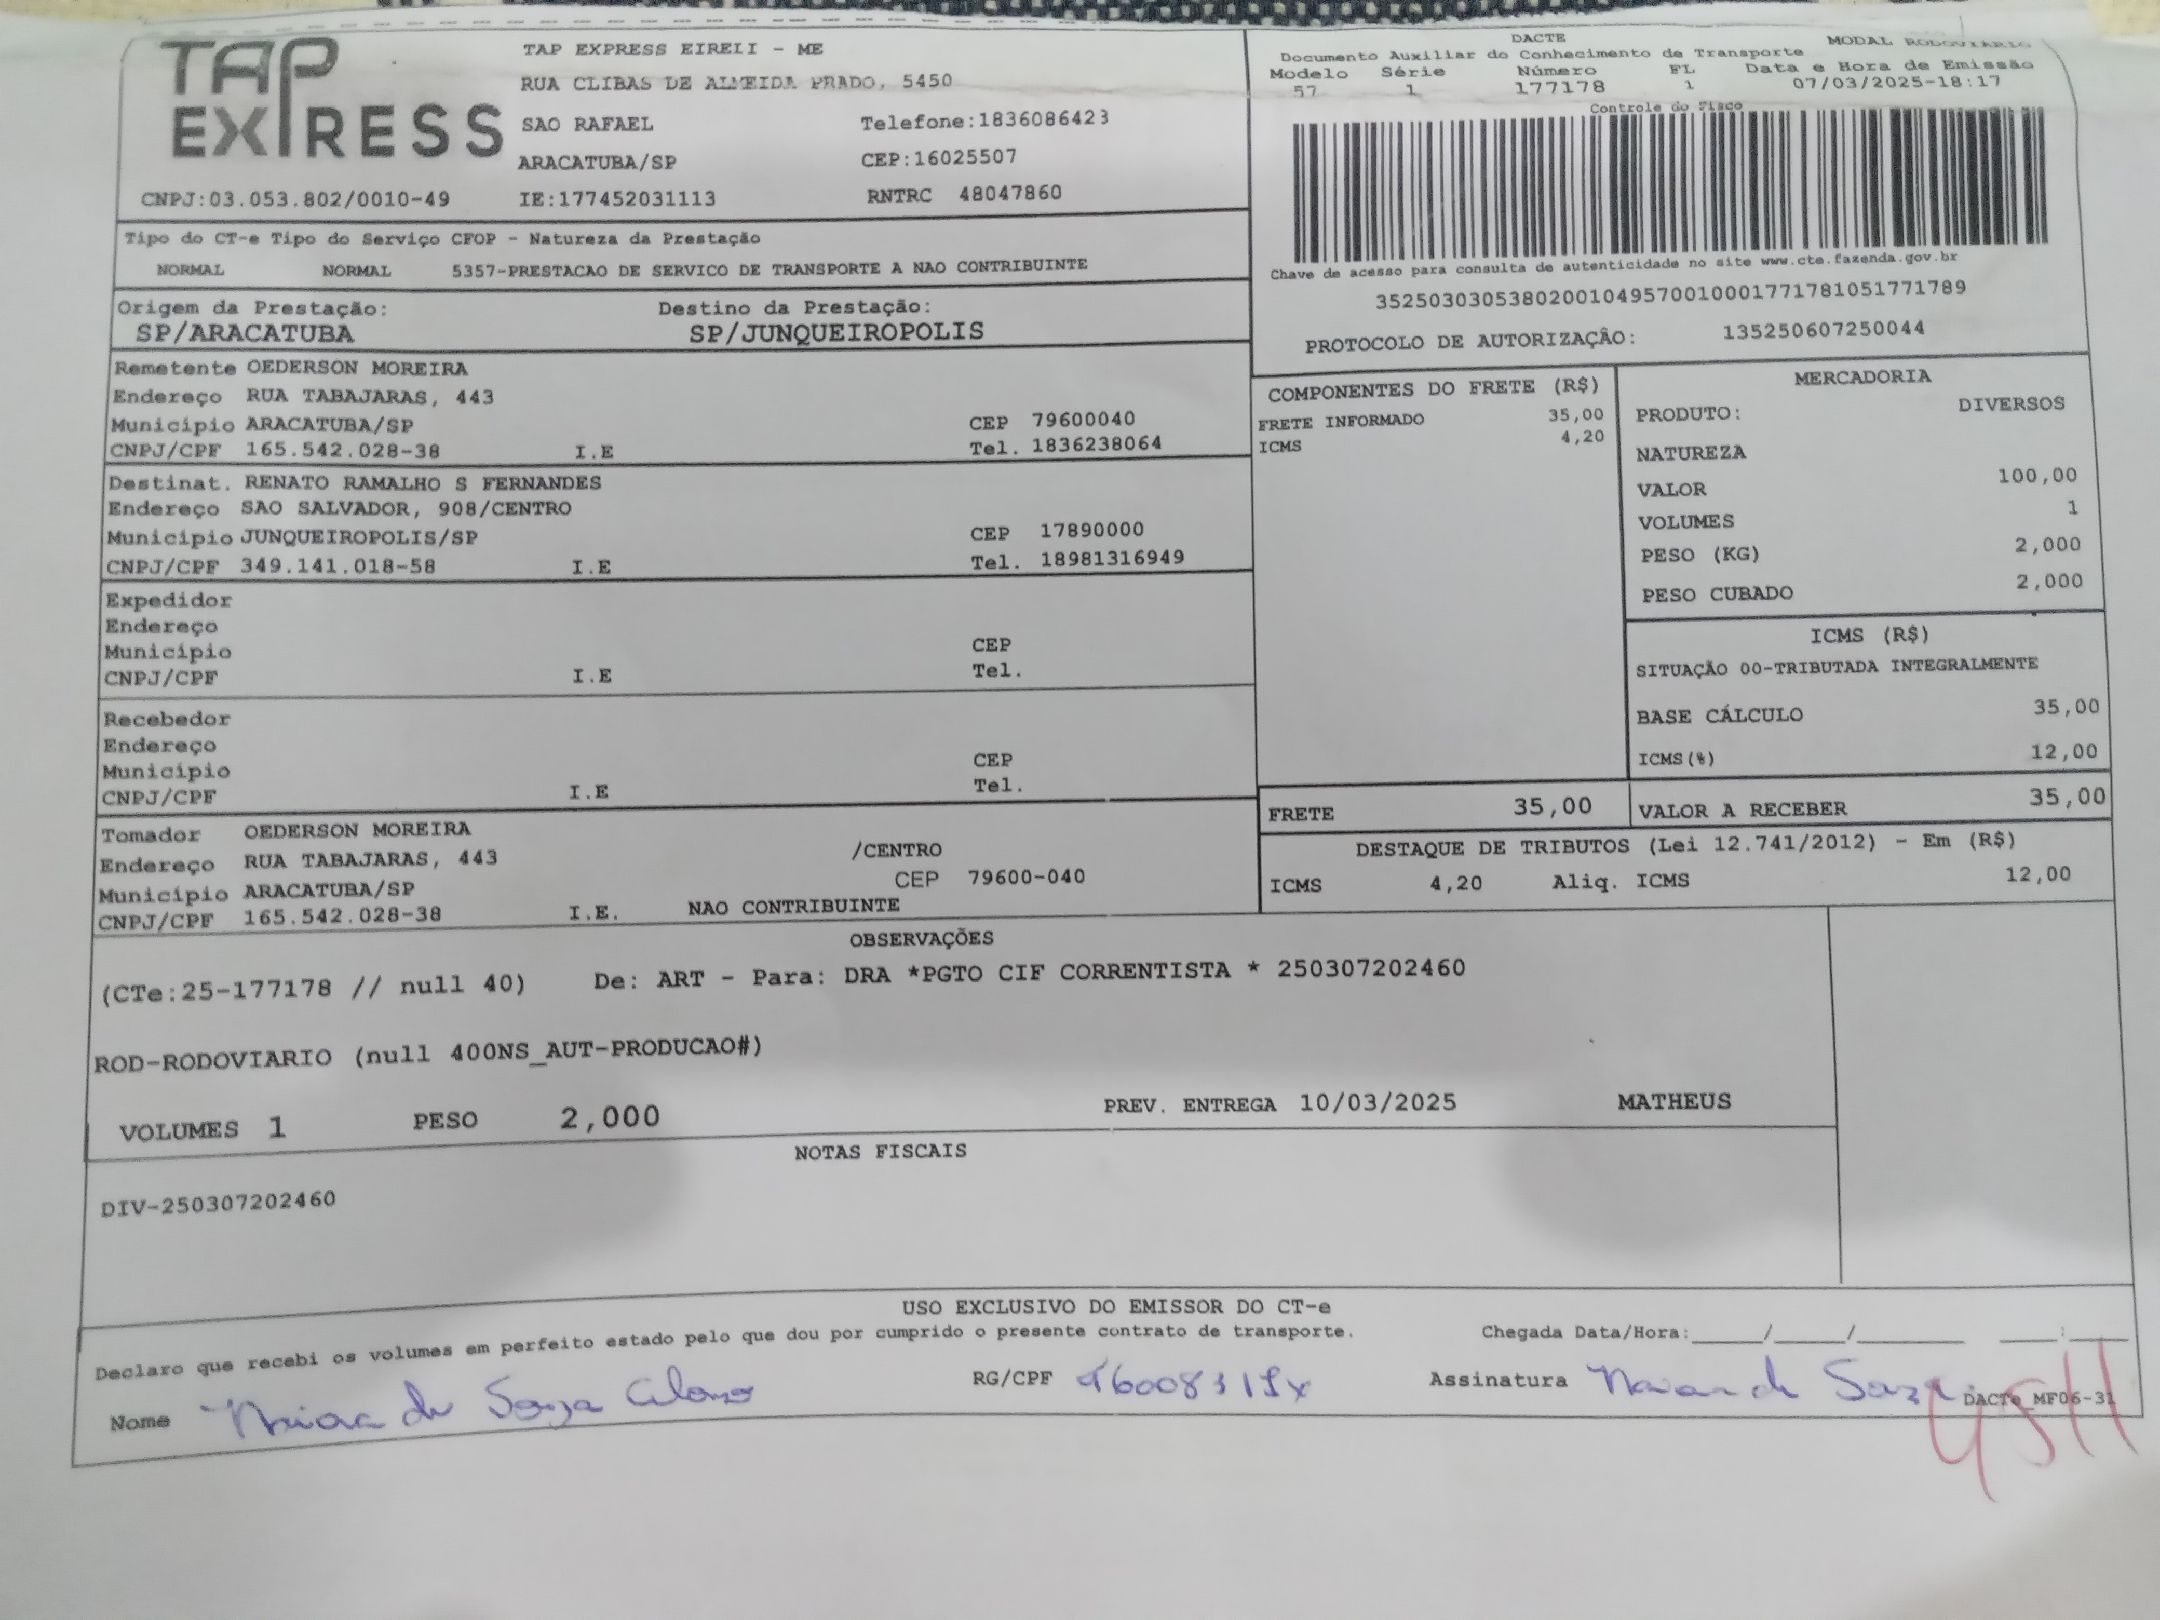 TAP EXPRESS
TAP EXPRESS EIRELI - ME
RUA CLIBAS DE ALMEIDA PRADO, 5450
SAO RAFAEL Telefone:1836086423
ARACATUBA/SP CEP:16025507
CNPJ:03.053.802/0010-49 IE:177452031113 RNTRC 48047860
DACTE
Documento Auxiliar do Conhecimento de Transporte MODAL RODOVIARIO
Modelo Série Número FL Data e Hora de Emissão
57 1 177178 1 07/03/2025-18:17
Controle do Fisco
Chave de acesso para consulta de autenticidade no site www.cte.fazenda.gov.br
35250303053802001049570010001771781051771789
PROTOCOLO DE AUTORIZAÇÂO: 135250607250044
Tipo do CT-e Tipo do Serviço CFOP - Natureza da Prestação
NORMAL NORMAL 5357-PRESTACAO DE SERVICO DE TRANSPORTE A NAO CONTRIBUINTE
Origem da Prestação: Destino da Prestação:
SP/ARACATUBA SP/JUNQUEIROPOLIS
Remetente OEDERSON MOREIRA
Endereço RUA TABAJARAS, 443
Município ARACATUBA/SP CEP 79600040
CNPJ/CPF 165.542.028-38 I.E Tel. 1836238064
Destinat. RENATO RAMALHO S FERNANDES
Endereço SAO SALVADOR, 908/CENTRO
Município JUNQUEIROPOLIS/SP CEP 17890000
CNPJ/CPF 349.141.018-58 I.E Tel. 18981316949
Expedidor
Endereço
Município CEP
CNPJ/CPF I.E Tel.
Recebedor
Endereço
Município CEP
CNPJ/CPF I.E Tel.
Tomador OEDERSON MOREIRA
Endereço RUA TABAJARAS, 443 /CENTRO
Município ARACATUBA/SP CEP 79600-040
CNPJ/CPF 165.542.028-38 I.E. NAO CONTRIBUINTE
COMPONENTES DO FRETE (R$)
FRETE INFORMADO 35,00
ICMS 4,20
MERCADORIA
PRODUTO: DIVERSOS
NATUREZA
VALOR 100,00
VOLUMES 1
PESO (KG) 2,000
PESO CUBADO 2,000
ICMS (R$)
SITUAÇÃO 00-TRIBUTADA INTEGRALMENTE
BASE CÁLCULO 35,00
ICMS(%) 12,00
FRETE 35,00 VALOR A RECEBER 35,00
DESTAQUE DE TRIBUTOS (Lei 12.741/2012) - Em (R$)
ICMS 4,20 Aliq. ICMS 12,00
OBSERVAÇÕES
(CTe:25-177178 // null 40) De: ART - Para: DRA *PGTO CIF CORRENTISTA * 250307202460
ROD-RODOVIARIO (null 400NS_AUT-PRODUCAO#)
VOLUMES 1 PESO 2,000 PREV. ENTREGA 10/03/2025 MATHEUS
NOTAS FISCAIS
DIV-250307202460
USO EXCLUSIVO DO EMISSOR DO CT-e
Declaro que recebi os volumes em perfeito estado pelo que dou por cumprido o presente contrato de transporte. Chegada Data/Hora:_____/_____/_______ ____:____
Nome de Souza RG/CPF Assinatura de Souza
DACTe_MF06-31